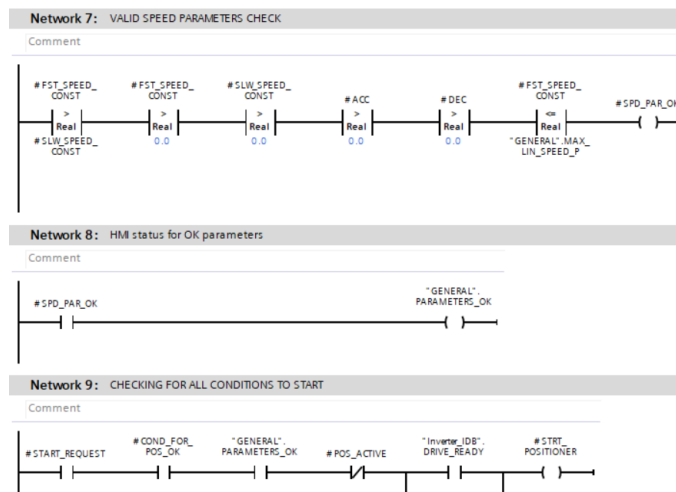 Network 7: VALID SPEED PARAMETERS CHECK
Comment
#FST_SPEED_ #FST_SPEED_ #SLW_SPEED_ #FST_SPEED_
CONST CONST CONST #ACC #DEC CONST #SPD_PAR_OK
> > > > > <=
Real Real Real Real Real Real
#SLW_SPEED_ 0.0 0.0 0.0 0.0 "GENERAL".MAX_
CONST LIN_SPEED_P
Network 8: HMI status for OK parameters
Comment
"GENERAL".
#SPD_PAR_OK PARAMETERS_OK
Network 9: CHECKING FOR ALL CONDITIONS TO START
Comment
#COND_FOR_ "GENERAL". "Inverter_IDB". #STRT_
#START_REQUEST POS_OK PARAMETERS_OK #POS_ACTIVE DRIVE_READY POSITIONER